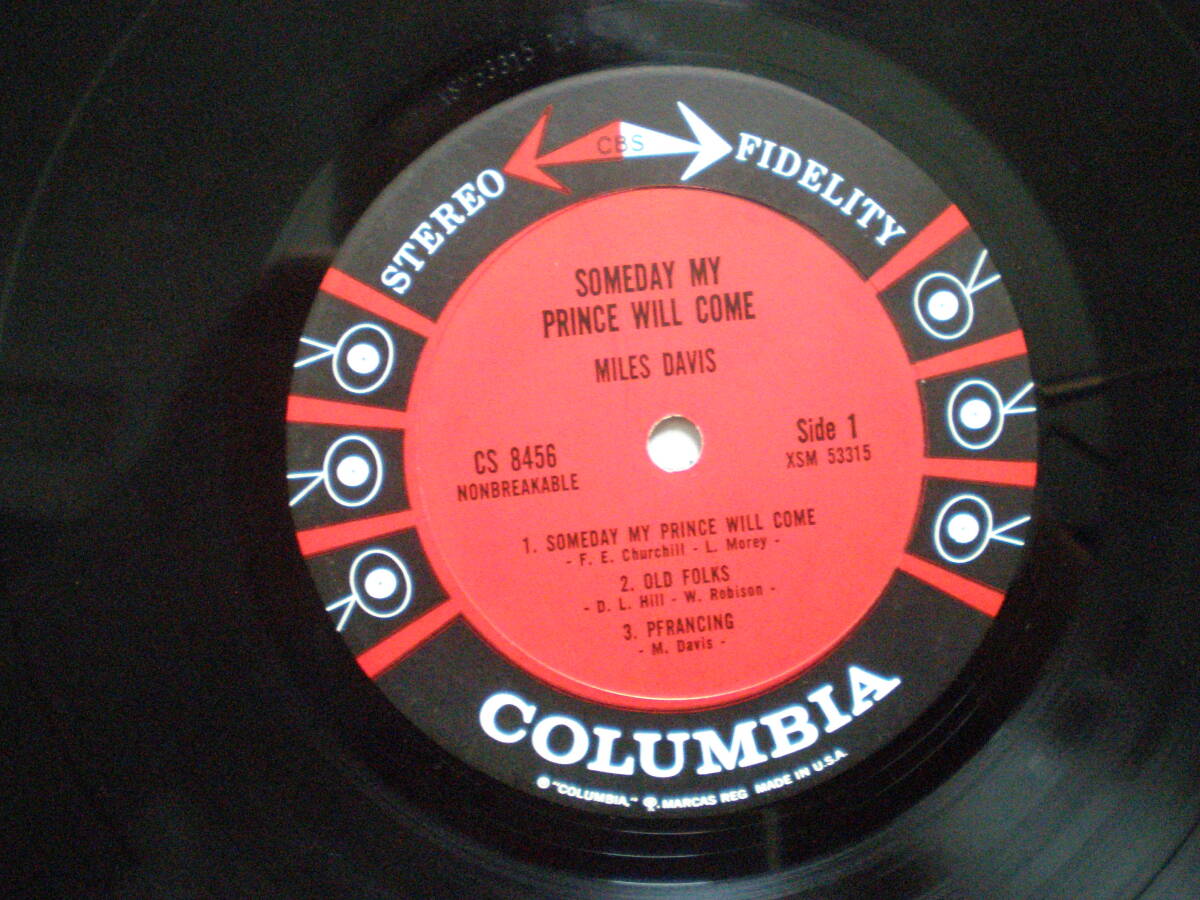 STEREO CBS FIDELITY
SOMEDAY MY
PRINCE WILL COME
MILES DAVIS
CS 8456
NONBREAKABLE
Side 1
XSM 53315
1. SOMEDAY MY PRINCE WILL COME
- F. E. Churchill - L. Morey -
2. OLD FOLKS
- D. L. Hill - W. Robison -
3. PFRANCING
- M. Davis -
COLUMBIA
"COLUMBIA," MARCAS REG. MADE IN U.S.A.